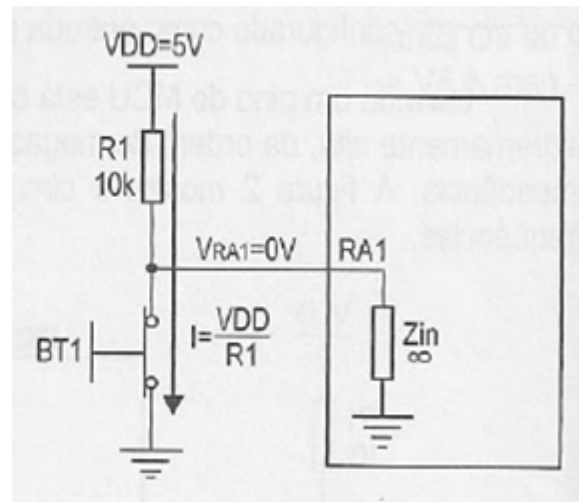 VDD=5V
R1
10k
VRA1=0V
RA1
BT1
I=VDD
R1
Zin
∞